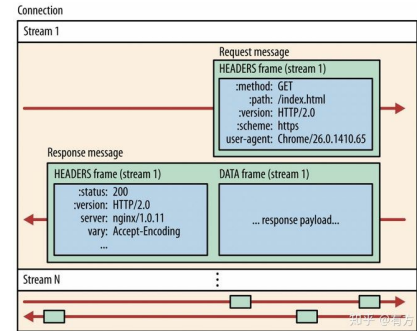 Connection
Stream 1
Request message
HEADERS frame (stream 1)
:method: GET
:path: /index.html
:version: HTTP/2.0
:scheme: https
user-agent: Chrome/26.0.1410.65
Response message
HEADERS frame (stream 1)
:status: 200
:version: HTTP/2.0
server: nginx/1.0.11
vary: Accept-Encoding
...
DATA frame (stream 1)
... response payload...
Stream N
知乎 @有方